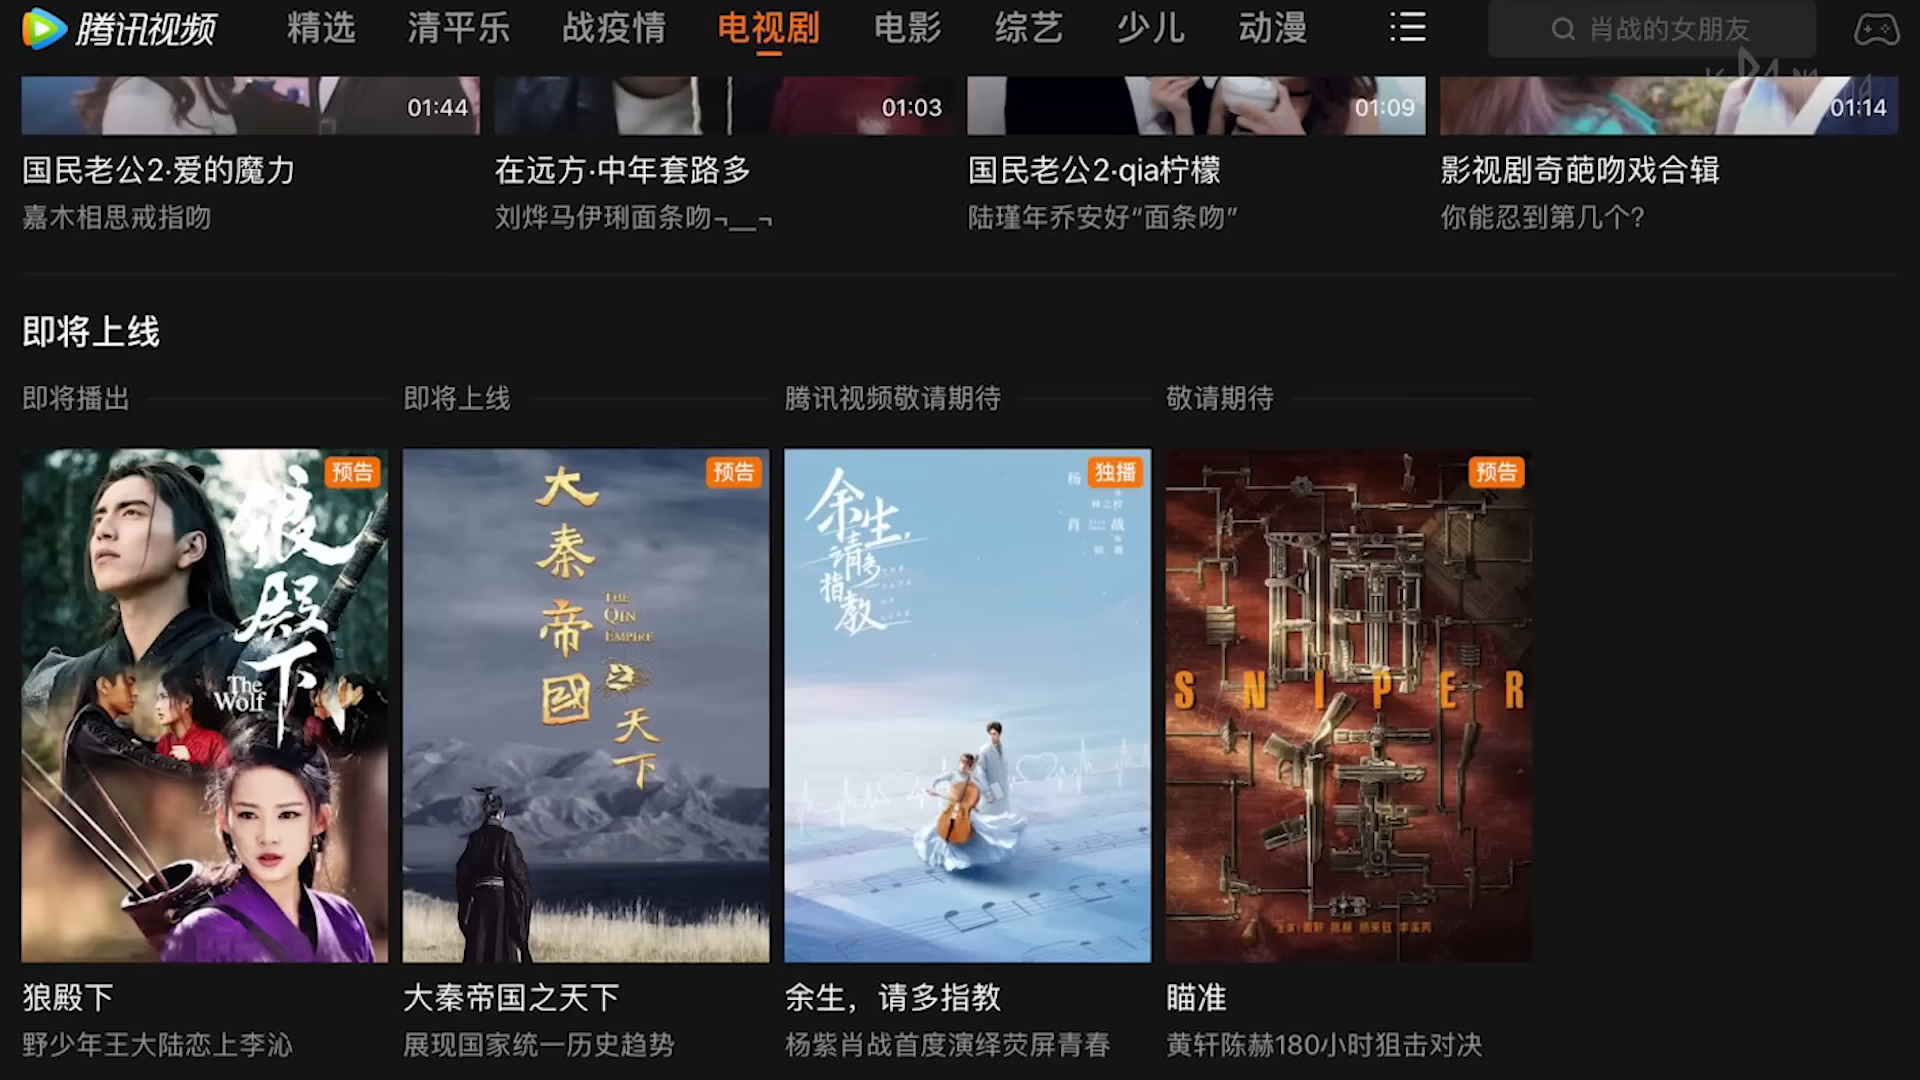 腾讯视频
精选 清平乐 战疫情 电视剧 电影 综艺 少儿 动漫
肖战的女朋友
01:44 01:03 01:09 01:14
国民老公2·爱的魔力 在远方·中年套路多 国民老公2·qia柠檬 影视剧奇葩吻戏合辑
嘉木相思戒指吻 刘烨马伊琍面条吻¬__¬ 陆瑾年乔安好“面条吻” 你能忍到第几个?
即将上线
即将播出 即将上线 腾讯视频敬请期待 敬请期待
预告
狼殿下
The
Wolf
预告
大秦帝國
之天下
THE
QIN
EMPIRE
独播
余生,
请多
指教
杨
肖 战
预告
瞄准
SNIPER
狼殿下 大秦帝国之天下 余生，请多指教 瞄准
野少年王大陆恋上李沁 展现国家统一历史趋势 杨紫肖战首度演绎荧屏青春 黄轩陈赫180小时狙击对决